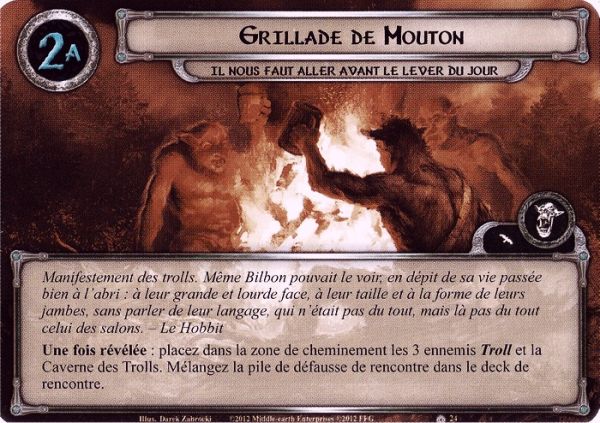 2A
Grillade de Mouton
Il nous faut aller avant le lever du jour
Manifestement des trolls. Même Bilbon pouvait le voir, en dépit de sa vie passée
bien à l'abri : à leur grande et lourde face, à leur taille et à la forme de leurs
jambes, sans parler de leur langage, qui n'était pas du tout, mais là pas du tout
celui des salons. – Le Hobbit
Une fois révélée : placez dans la zone de cheminement les 3 ennemis Troll et la
Caverne des Trolls. Mélangez la pile de défausse de rencontre dans le deck de
rencontre.
Illus. Darek Zabrocki ©2012 Middle-earth Enterprises ©2012 FFG 24